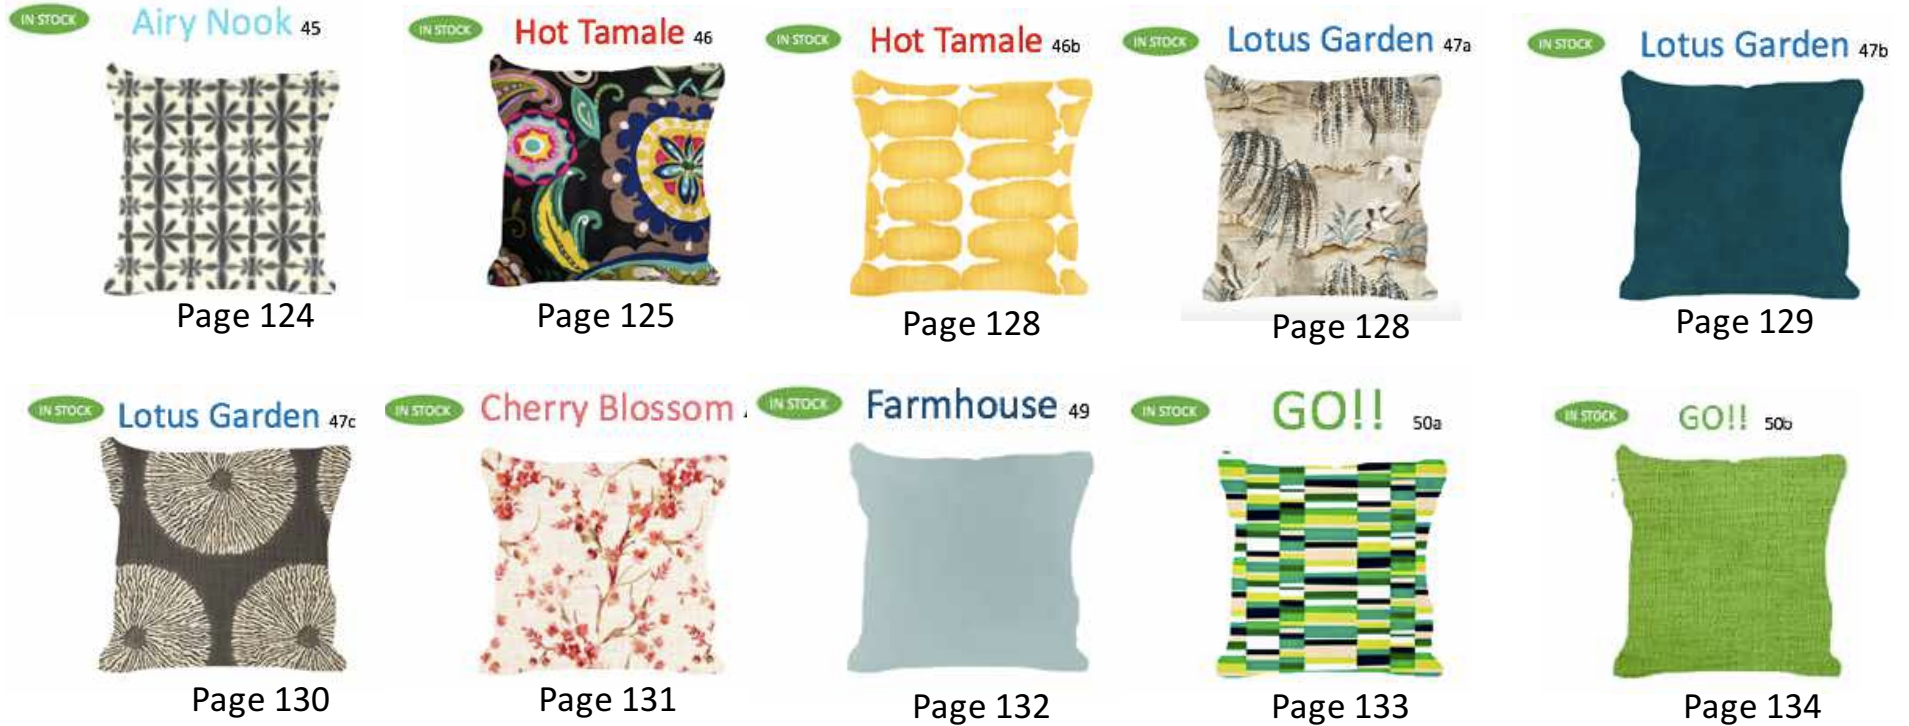 IN STOCK Airy Nook 45
IN STOCK Hot Tamale 46
IN STOCK Hot Tamale 46b
IN STOCK Lotus Garden 47a
IN STOCK Lotus Garden 47b
Page 124
Page 125
Page 128
Page 128
Page 129
IN STOCK Lotus Garden 47c
IN STOCK Cherry Blossom
IN STOCK Farmhouse 49
IN STOCK GO!! 50a
IN STOCK GO!! 50b
Page 130
Page 131
Page 132
Page 133
Page 134